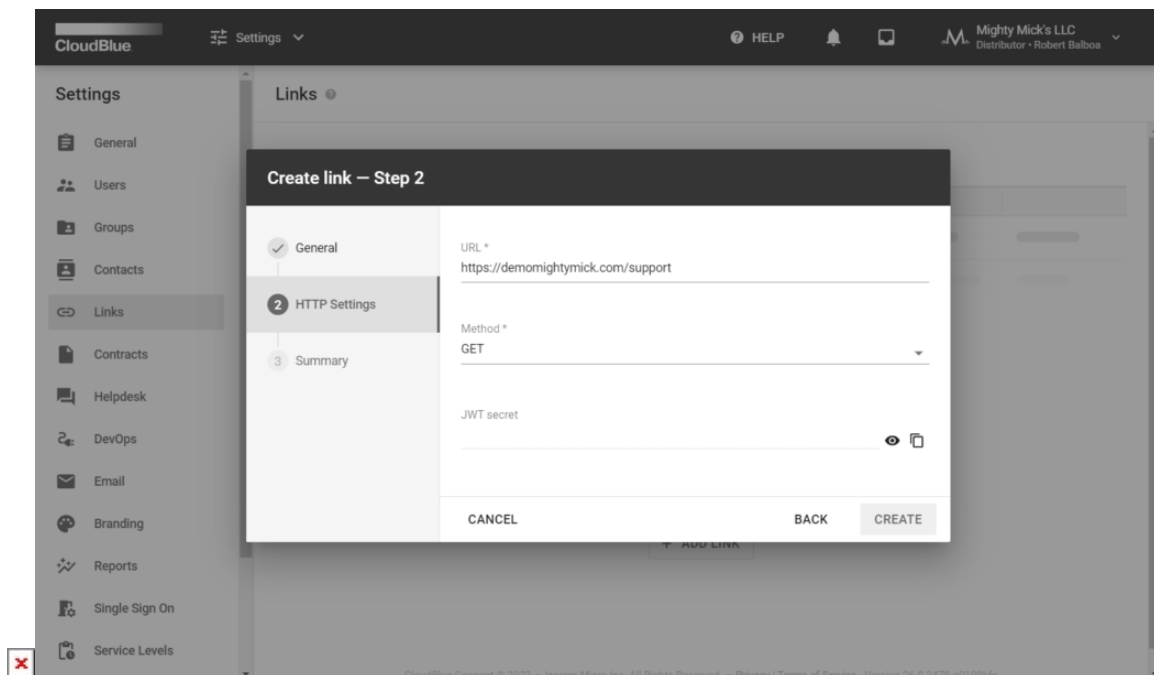 CloudBlue
Settings
HELP
Mighty Mick's LLC
Distributor • Robert Balboa
Settings
Links
General
Users
Groups
Contacts
Links
Contracts
Helpdesk
DevOps
Email
Branding
Reports
Single Sign On
Service Levels
Create link — Step 2
General
2 HTTP Settings
3 Summary
URL *
https://demomightymick.com/support
Method *
GET
JWT secret
CANCEL
BACK
CREATE
+ ADD LINK